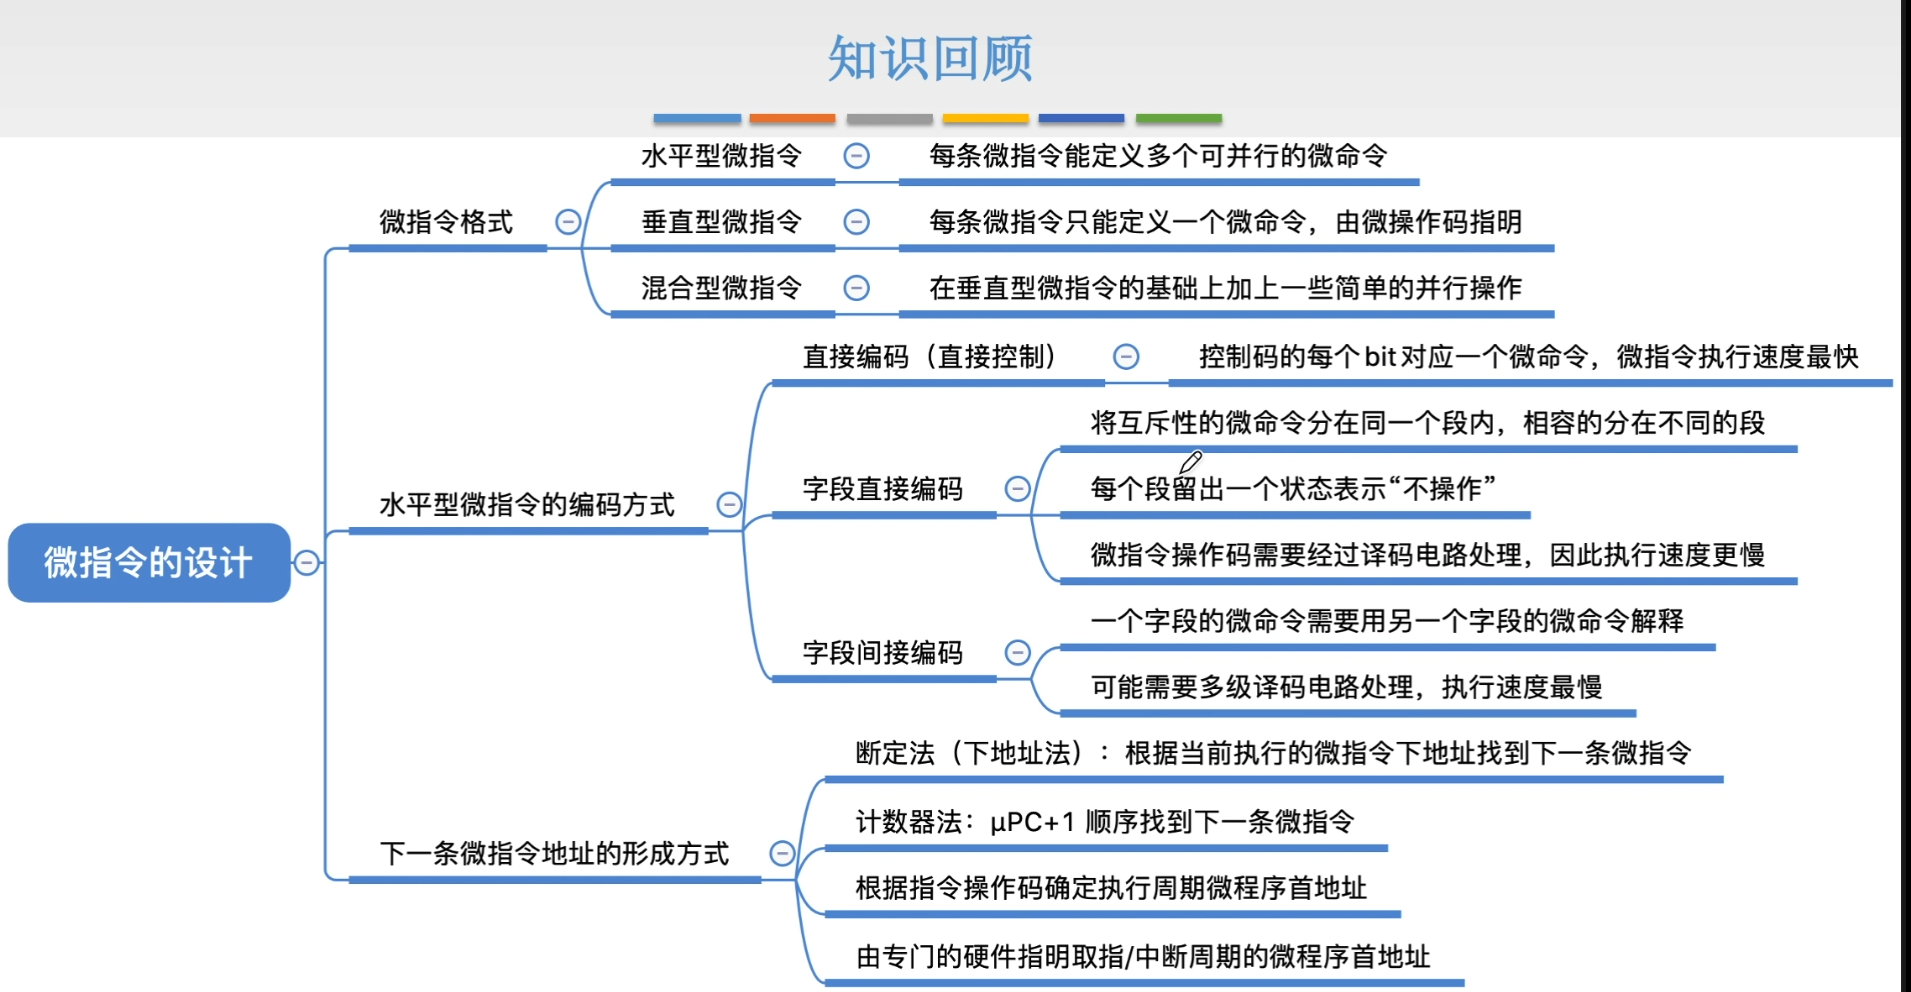 知识回顾
水平型微指令
每条微指令能定义多个可并行的微命令
微指令格式
垂直型微指令
每条微指令只能定义一个微命令，由微操作码指明
混合型微指令
在垂直型微指令的基础上加上一些简单的并行操作
直接编码（直接控制）
控制码的每个bit对应一个微命令，微指令执行速度最快
将互斥性的微命令分在同一个段内，相容的分在不同的段
水平型微指令的编码方式
字段直接编码
每个段留出一个状态表示“不操作”
微指令的设计
微指令操作码需要经过译码电路处理，因此执行速度更慢
一个字段的微命令需要用另一个字段的微命令解释
字段间接编码
可能需要多级译码电路处理，执行速度最慢
断定法（下地址法）：根据当前执行的微指令下地址找到下一条微指令
计数器法：μPC+1 顺序找到下一条微指令
下一条微指令地址的形成方式
根据指令操作码确定执行周期微程序首地址
由专门的硬件指明取指/中断周期的微程序首地址